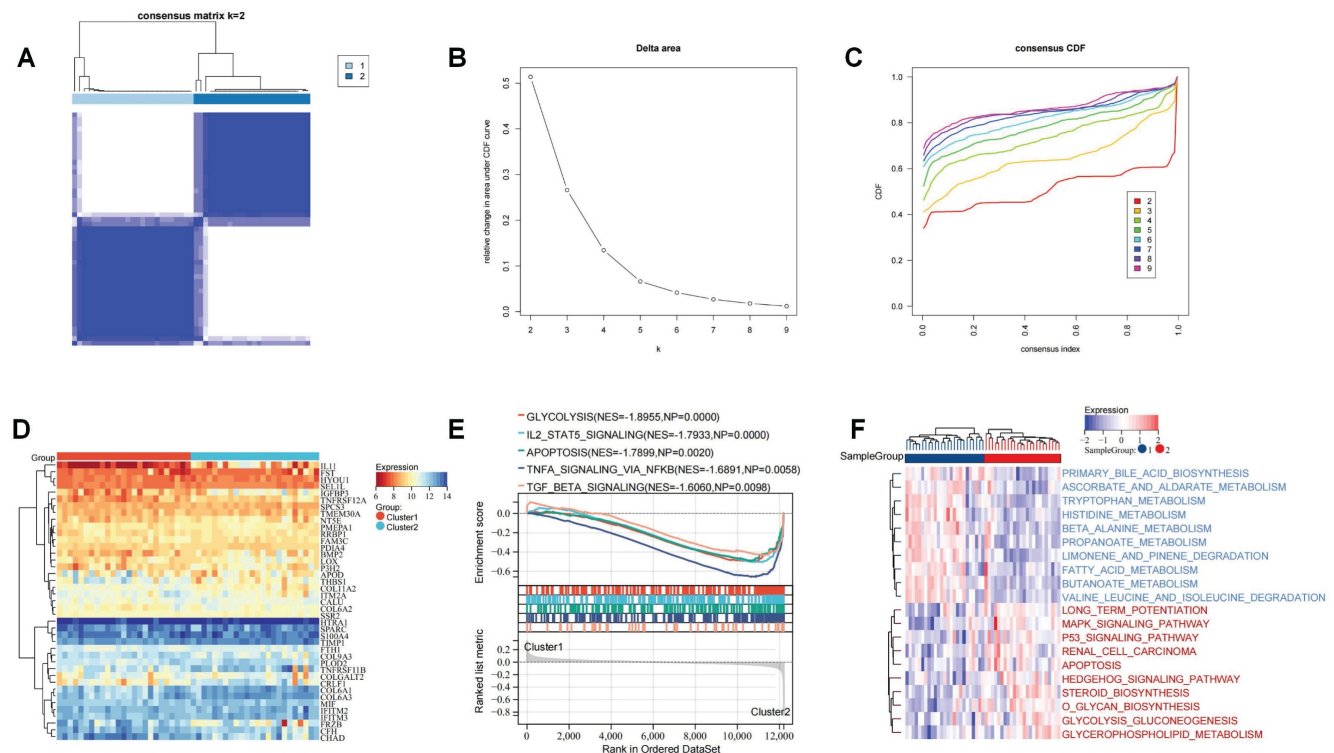 consensus matrix k=2
A
1
2
B
Delta area
relative change in area under CDF curve
0.5
0.4
0.3
0.2
0.1
0.0
2 3 4 5 6 7 8 9
k
C
consensus CDF
CDF
1.0
0.8
0.6
0.4
0.2
0.0
2
3
4
5
6
7
8
9
0.0 0.2 0.4 0.6 0.8 1.0
consensus index
D
Group
FST
HYOU1
SEL1L
IGFBP3
TNFRSF12A
SPCS3
TMEM30A
NT5E
PMEPA1
RRBP1
FAM3C
PDIA4
BMP2
LOX
P3H2
APOD
THBS1
COL11A2
ITM2A
CALU
COL6A2
SSR2
HTRA1
SPARC
S100A4
TIMP1
FTH1
COL9A3
PLOD2
TNFRSF11B
COLGALT2
CRLF1
COL6A1
COL6A3
MIF
IFITM2
IFITM3
FRZB
CFH
CHAD
Expression
6 8 10 12 14
Group:
Cluster1
Cluster2
E
GLYCOLYSIS(NES=-1.8955,NP=0.0000)
IL2_STAT5_SIGNALING(NES=-1.7933,NP=0.0000)
APOPTOSIS(NES=-1.7899,NP=0.0020)
TNFA_SIGNALING_VIA_NFKB(NES=-1.6891,NP=0.0058)
TGF_BETA_SIGNALING(NES=-1.6060,NP=0.0098)
Enrichment score
0.0
-0.2
-0.4
-0.6
Ranked list metric
0.2
0.0
-0.2
-0.4
-0.6
-0.8
Cluster1
Cluster2
0 2,000 4,000 6,000 8,000 10,000 12,000
Rank in Ordered DataSet
F
Expression
-2 -1 0 1 2
SampleGroup: 1 2
SampleGroup
PRIMARY_BILE_ACID_BIOSYNTHESIS
ASCORBATE_AND_ALDARATE_METABOLISM
TRYPTOPHAN_METABOLISM
HISTIDINE_METABOLISM
BETA_ALANINE_METABOLISM
PROPANOATE_METABOLISM
LIMONENE_AND_PINENE_DEGRADATION
FATTY_ACID_METABOLISM
BUTANOATE_METABOLISM
VALINE_LEUCINE_AND_ISOLEUCINE_DEGRADATION
LONG_TERM_POTENTIATION
MAPK_SIGNALING_PATHWAY
P53_SIGNALING_PATHWAY
RENAL_CELL_CARCINOMA
APOPTOSIS
HEDGEHOG_SIGNALING_PATHWAY
STEROID_BIOSYNTHESIS
O_GLYCAN_BIOSYNTHESIS
GLYCOLYSIS_GLUCONEOGENESIS
GLYCEROPHOSPHOLIPID_METABOLISM